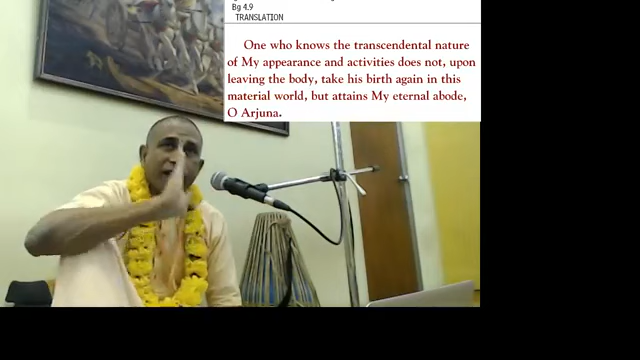 Bg 4.9
TRANSLATION
One who knows the transcendental nature
of My appearance and activities does not, upon
leaving the body, take his birth again in this
material world, but attains My eternal abode,
O Arjuna.